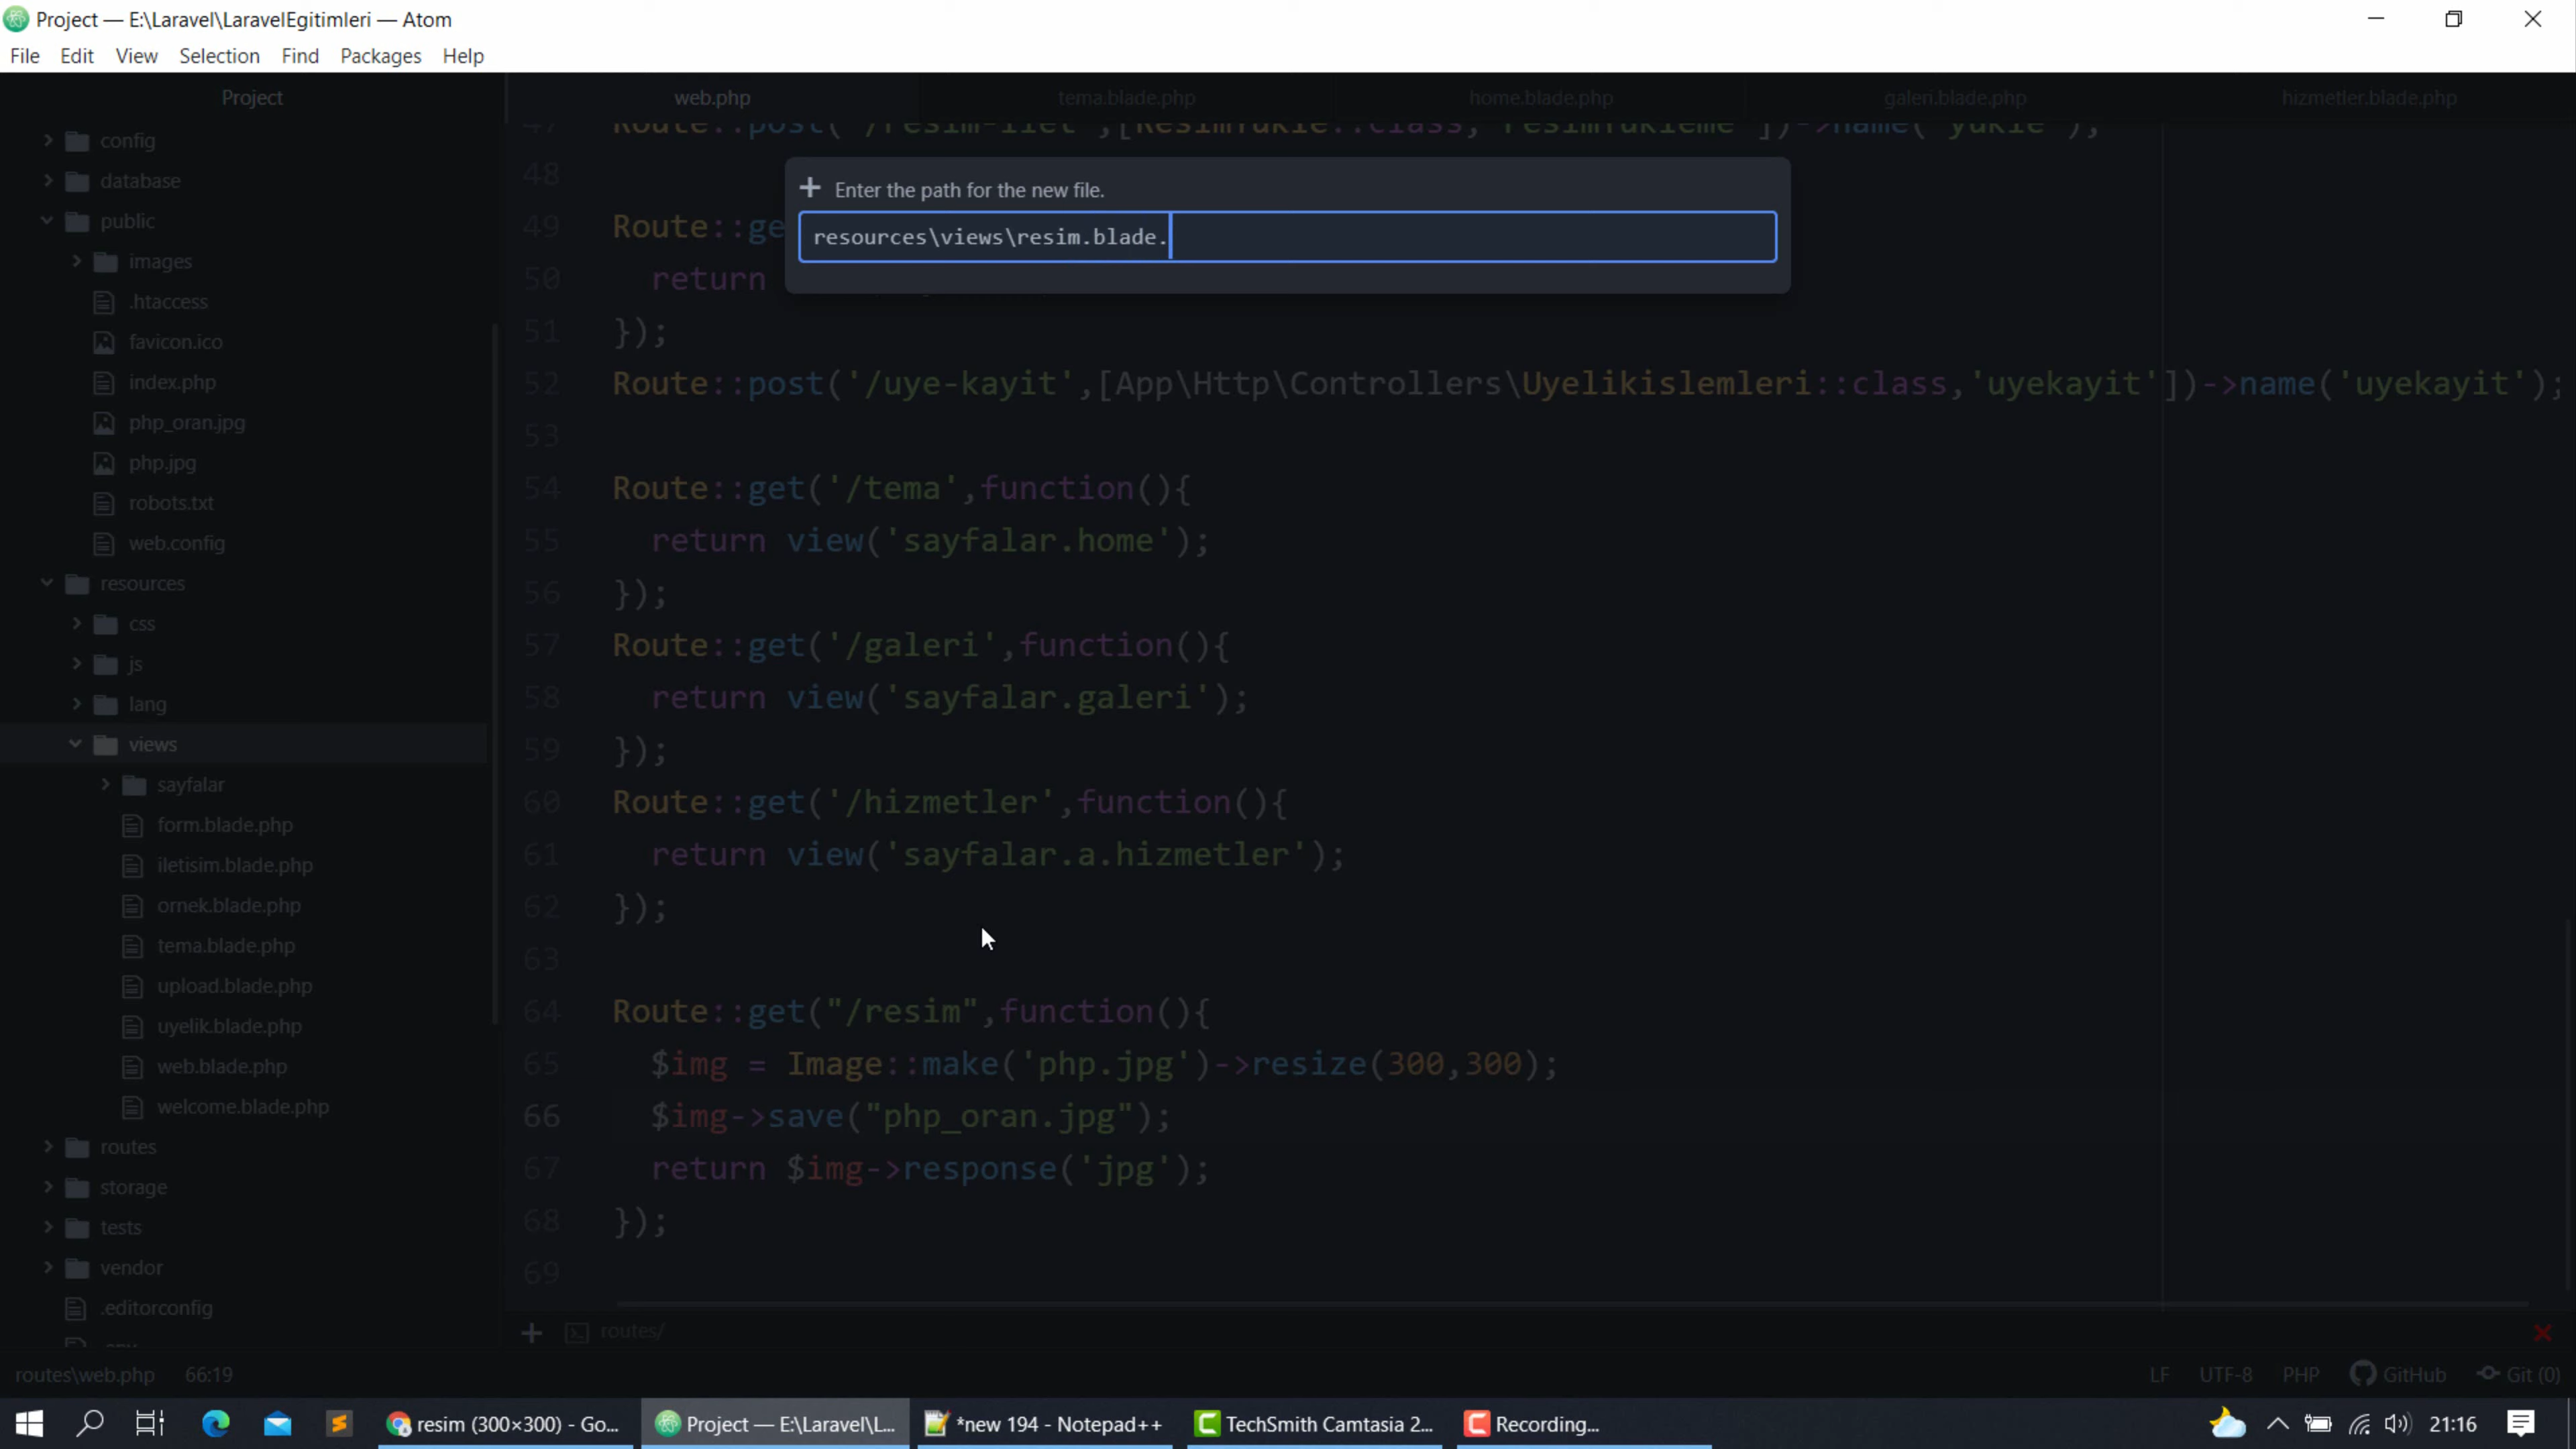 Project — E:\Laravel\LaravelEgitimleri — Atom
File Edit View Selection Find Packages Help
Project
web.php
tema.blade.php
home.blade.php
galeri.blade.php
hizmetler.blade.php
config
database
public
images
.htaccess
favicon.ico
index.php
php_oran.jpg
php.jpg
robots.txt
web.config
resources
css
js
lang
views
sayfalar
form.blade.php
iletisim.blade.php
ornek.blade.php
tema.blade.php
upload.blade.php
uyelik.blade.php
web.blade.php
welcome.blade.php
routes
storage
tests
vendor
.editorconfig
Enter the path for the new file.
resources\views\resim.blade.
47 Route::post('/resim-ilet',[ResimYukle::class,'resimYukleme'])->name('yukle');
48
49 Route::ge
50 return
51 });
52 Route::post('/uye-kayit',[App\Http\Controllers\Uyelikislemleri::class,'uyekayit'])->name('uyekayit');
53
54 Route::get('/tema',function(){
55 return view('sayfalar.home');
56 });
57 Route::get('/galeri',function(){
58 return view('sayfalar.galeri');
59 });
60 Route::get('/hizmetler',function(){
61 return view('sayfalar.a.hizmetler');
62 });
63
64 Route::get("/resim",function(){
65 $img = Image::make('php.jpg')->resize(300,300);
66 $img->save("php_oran.jpg");
67 return $img->response('jpg');
68 });
69
routes/
routes\web.php 66:19
LF UTF-8 PHP GitHub Git (0)
resim (300×300) - Go...
Project — E:\Laravel\L...
*new 194 - Notepad++
TechSmith Camtasia 2...
Recording...
21:16